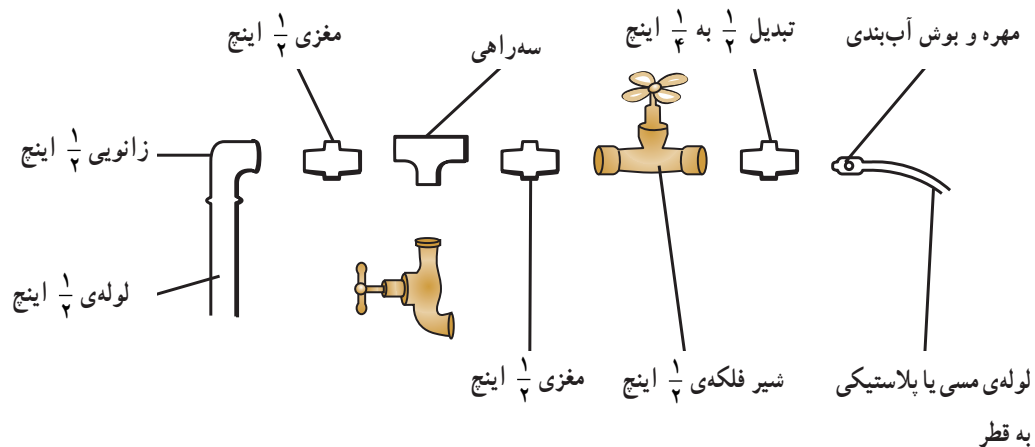 مهره و بوش آب‌بندی
تبدیل ۱/۲ به ۱/۴ اینچ
سه‌راهی
مغزی ۱/۲ اینچ
زانویی ۱/۲ اینچ
لوله‌ی ۱/۲ اینچ
مغزی ۱/۲ اینچ
شیر فلکه‌ی ۱/۲ اینچ
لوله‌ی مسی یا پلاستیکی
به قطر